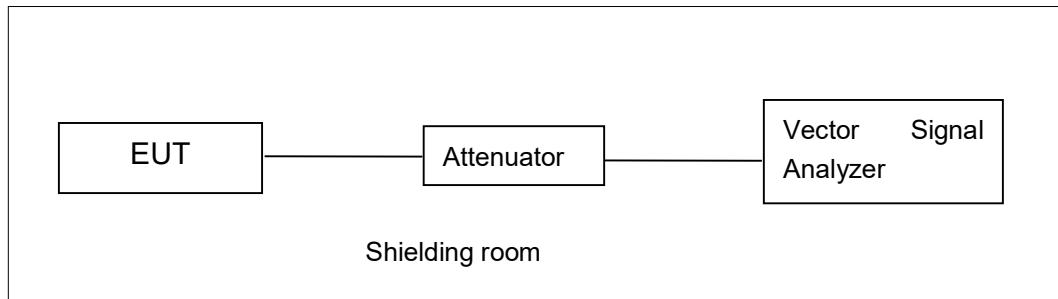 EUT
Attenuator
Vector Signal
Analyzer
Shielding room